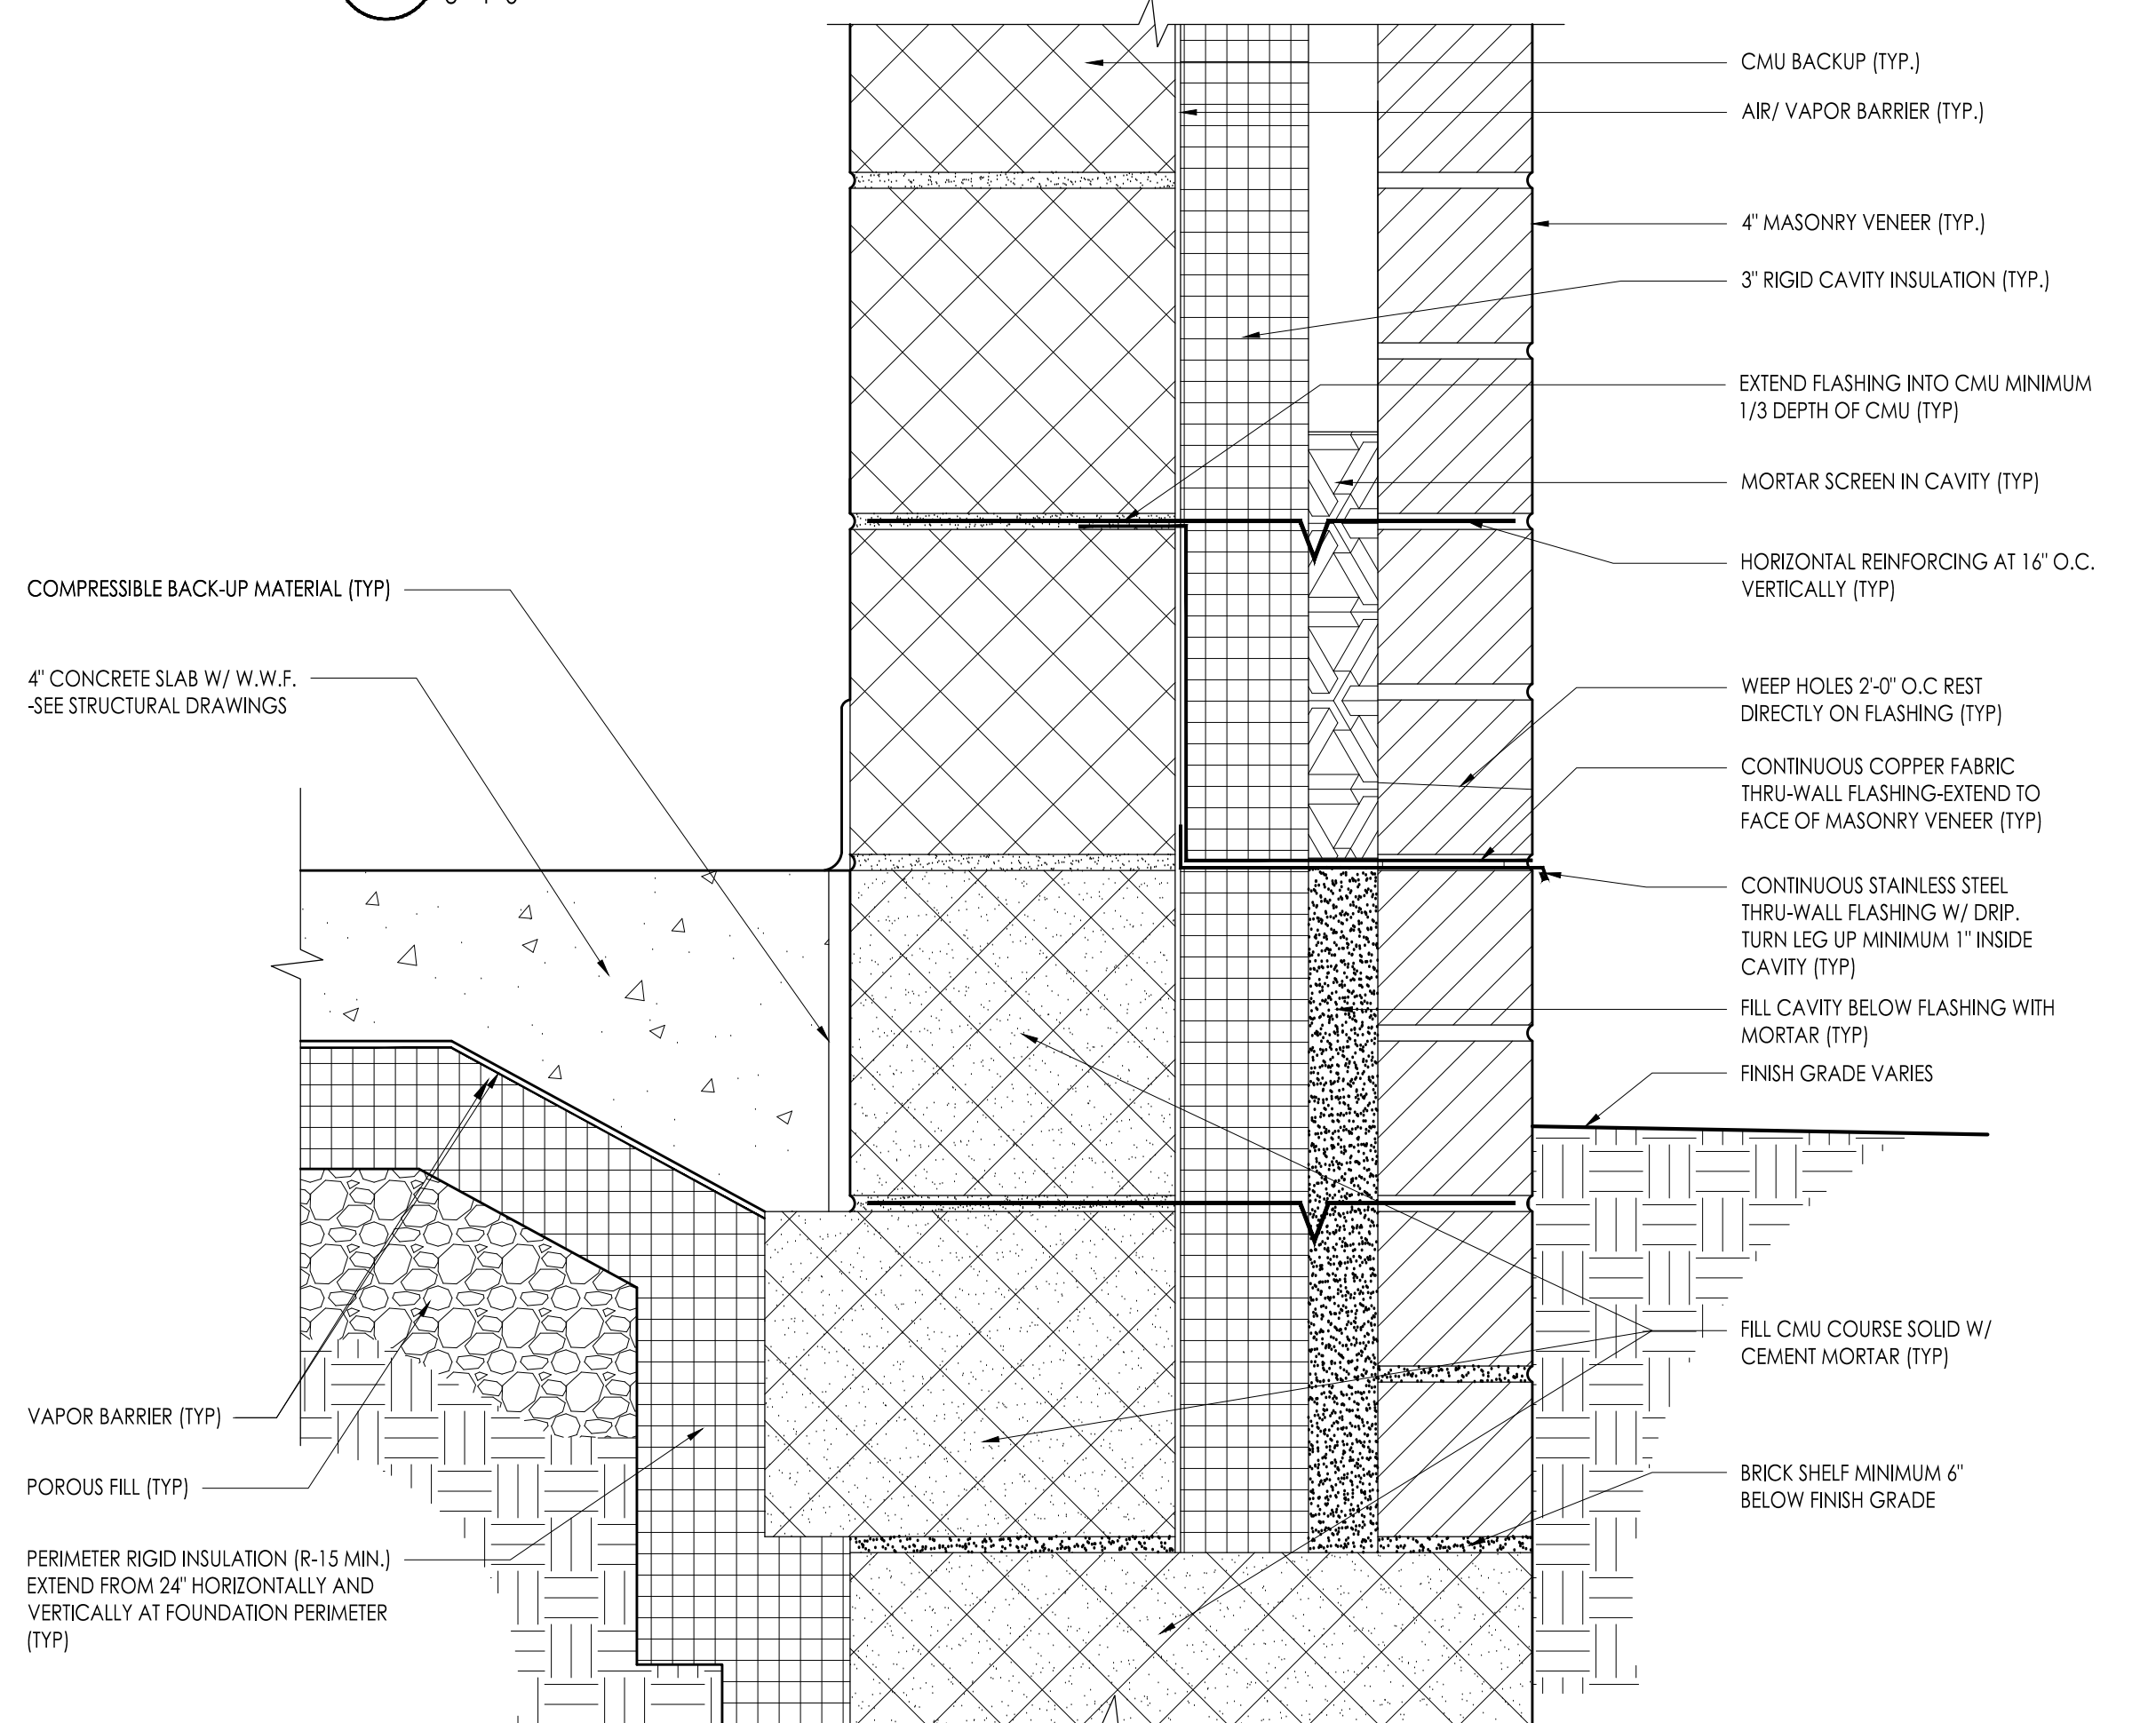 CMU BACKUP (TYP.)
AIR/ VAPOR BARRIER (TYP.)
4" MASONRY VENEER (TYP.)
3" RIGID CAVITY INSULATION (TYP.)
EXTEND FLASHING INTO CMU MINIMUM
1/3 DEPTH OF CMU (TYP)
MORTAR SCREEN IN CAVITY (TYP)
HORIZONTAL REINFORCING AT 16" O.C.
VERTICALLY (TYP)
WEEP HOLES 2'-0" O.C REST
DIRECTLY ON FLASHING (TYP)
CONTINUOUS COPPER FABRIC
THRU-WALL FLASHING-EXTEND TO
FACE OF MASONRY VENEER (TYP)
CONTINUOUS STAINLESS STEEL
THRU-WALL FLASHING W/ DRIP.
TURN LEG UP MINIMUM 1" INSIDE
CAVITY (TYP)
FILL CAVITY BELOW FLASHING WITH
MORTAR (TYP)
FINISH GRADE VARIES
FILL CMU COURSE SOLID W/
CEMENT MORTAR (TYP)
BRICK SHELF MINIMUM 6"
BELOW FINISH GRADE
COMPRESSIBLE BACK-UP MATERIAL (TYP)
4" CONCRETE SLAB W/ W.W.F.
-SEE STRUCTURAL DRAWINGS
VAPOR BARRIER (TYP)
POROUS FILL (TYP)
PERIMETER RIGID INSULATION (R-15 MIN.)
EXTEND FROM 24" HORIZONTALLY AND
VERTICALLY AT FOUNDATION PERIMETER
(TYP)